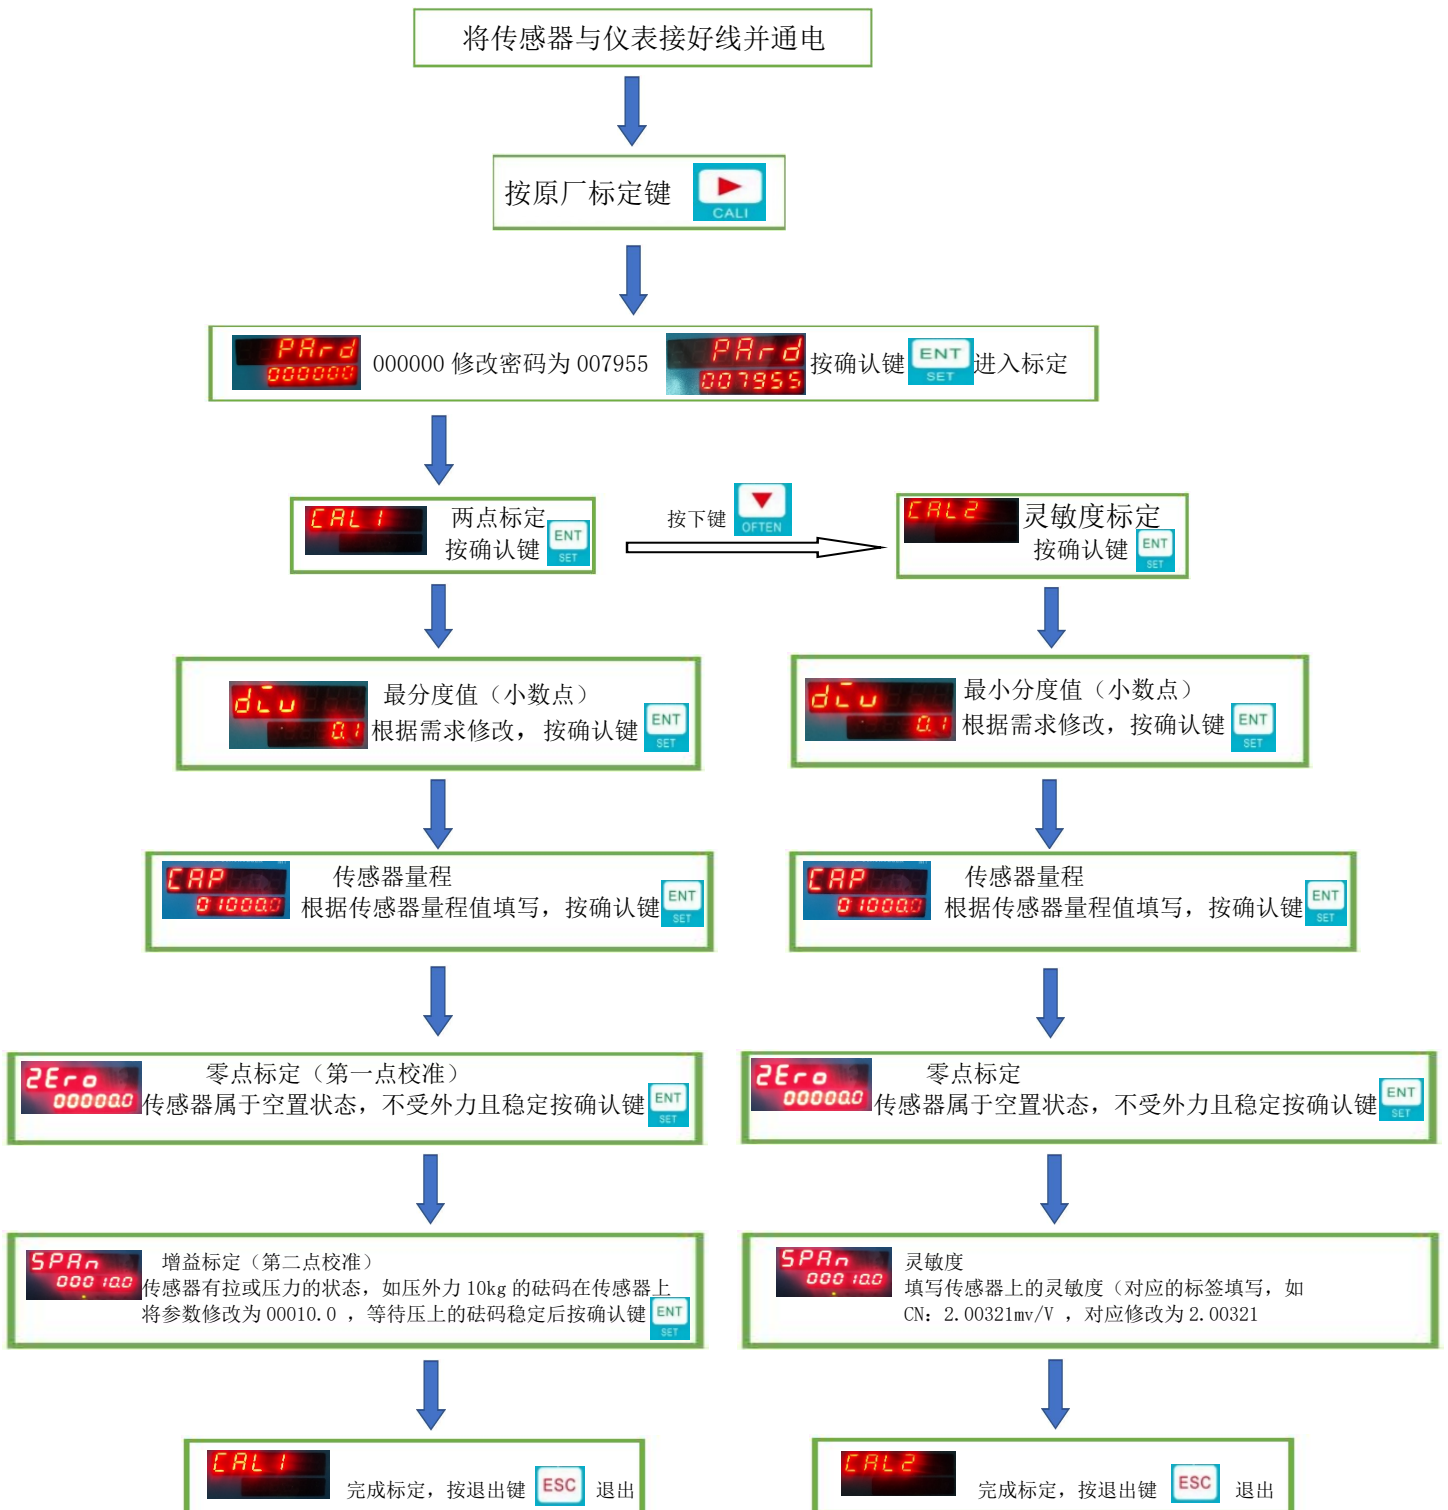 将传感器与仪表接好线并通电
按原厂标定键
CALI
PArd
000000
000000 修改密码为 007955
PArd
007955
按确认键
ENT
SET
进入标定
CAL 1
两点标定
按确认键
ENT
SET
按下键
OFTEN
CAL2
灵敏度标定
按确认键
ENT
SET
div
0.1
最分度值（小数点）
根据需求修改，按确认键
ENT
SET
div
0.1
最小分度值（小数点）
根据需求修改，按确认键
ENT
SET
CAP
01000.0
传感器量程
根据传感器量程值填写，按确认键
ENT
SET
CAP
01000.0
传感器量程
根据传感器量程值填写，按确认键
ENT
SET
2Ero
00000.0
零点标定（第一点校准）
传感器属于空置状态，不受外力且稳定按确认键
ENT
SET
2Ero
00000.0
零点标定
传感器属于空置状态，不受外力且稳定按确认键
ENT
SET
SPAn
00010.0
增益标定（第二点校准）
传感器有拉或压力的状态，如压外力 10kg 的砝码在传感器上
将参数修改为 00010.0 ，等待压上的砝码稳定后按确认键
ENT
SET
SPAn
00010.0
灵敏度
填写传感器上的灵敏度（对应的标签填写，如
CN：2.00321mv/V ，对应修改为 2.00321
CAL 1
完成标定，按退出键
ESC
退出
CAL2
完成标定，按退出键
ESC
退出